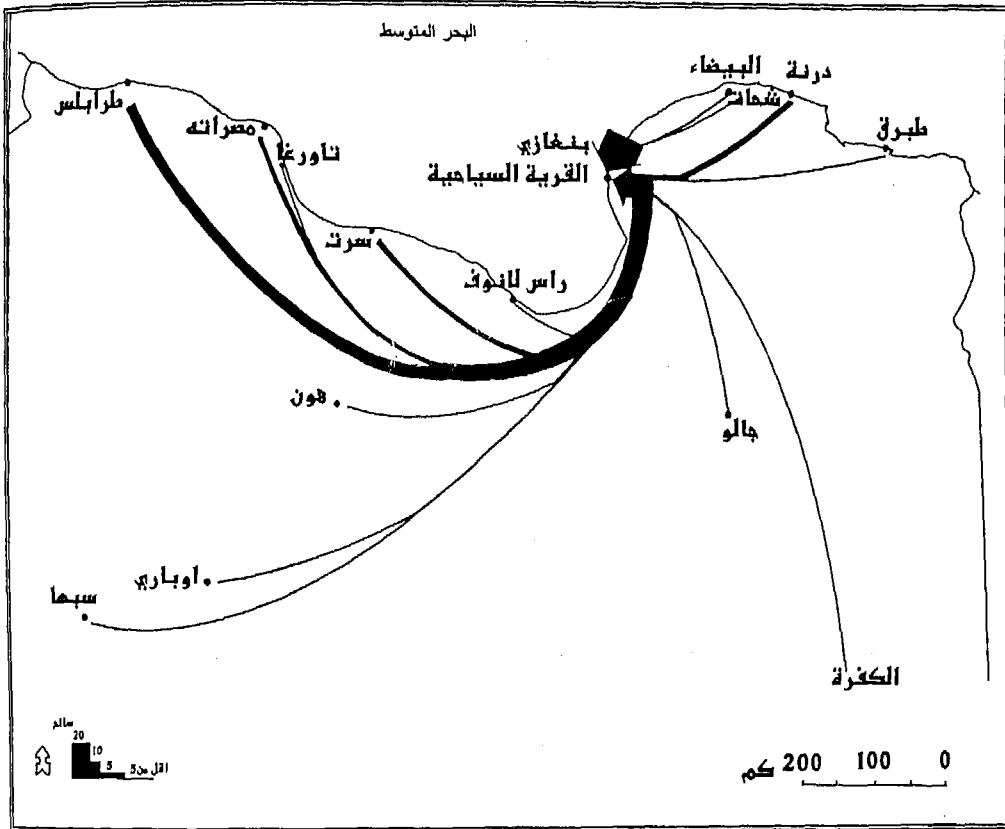 البحر المتوسط
البيضاء
درنة
شحات
طبرق
طرابلس
مصراته
تاورغا
بنغازي
القرية السياحية
سرت
راس لانوف
هون
جالو
اوباري
سبها
الكفرة
20
10
5
اقل من 5
200 100 0 كم